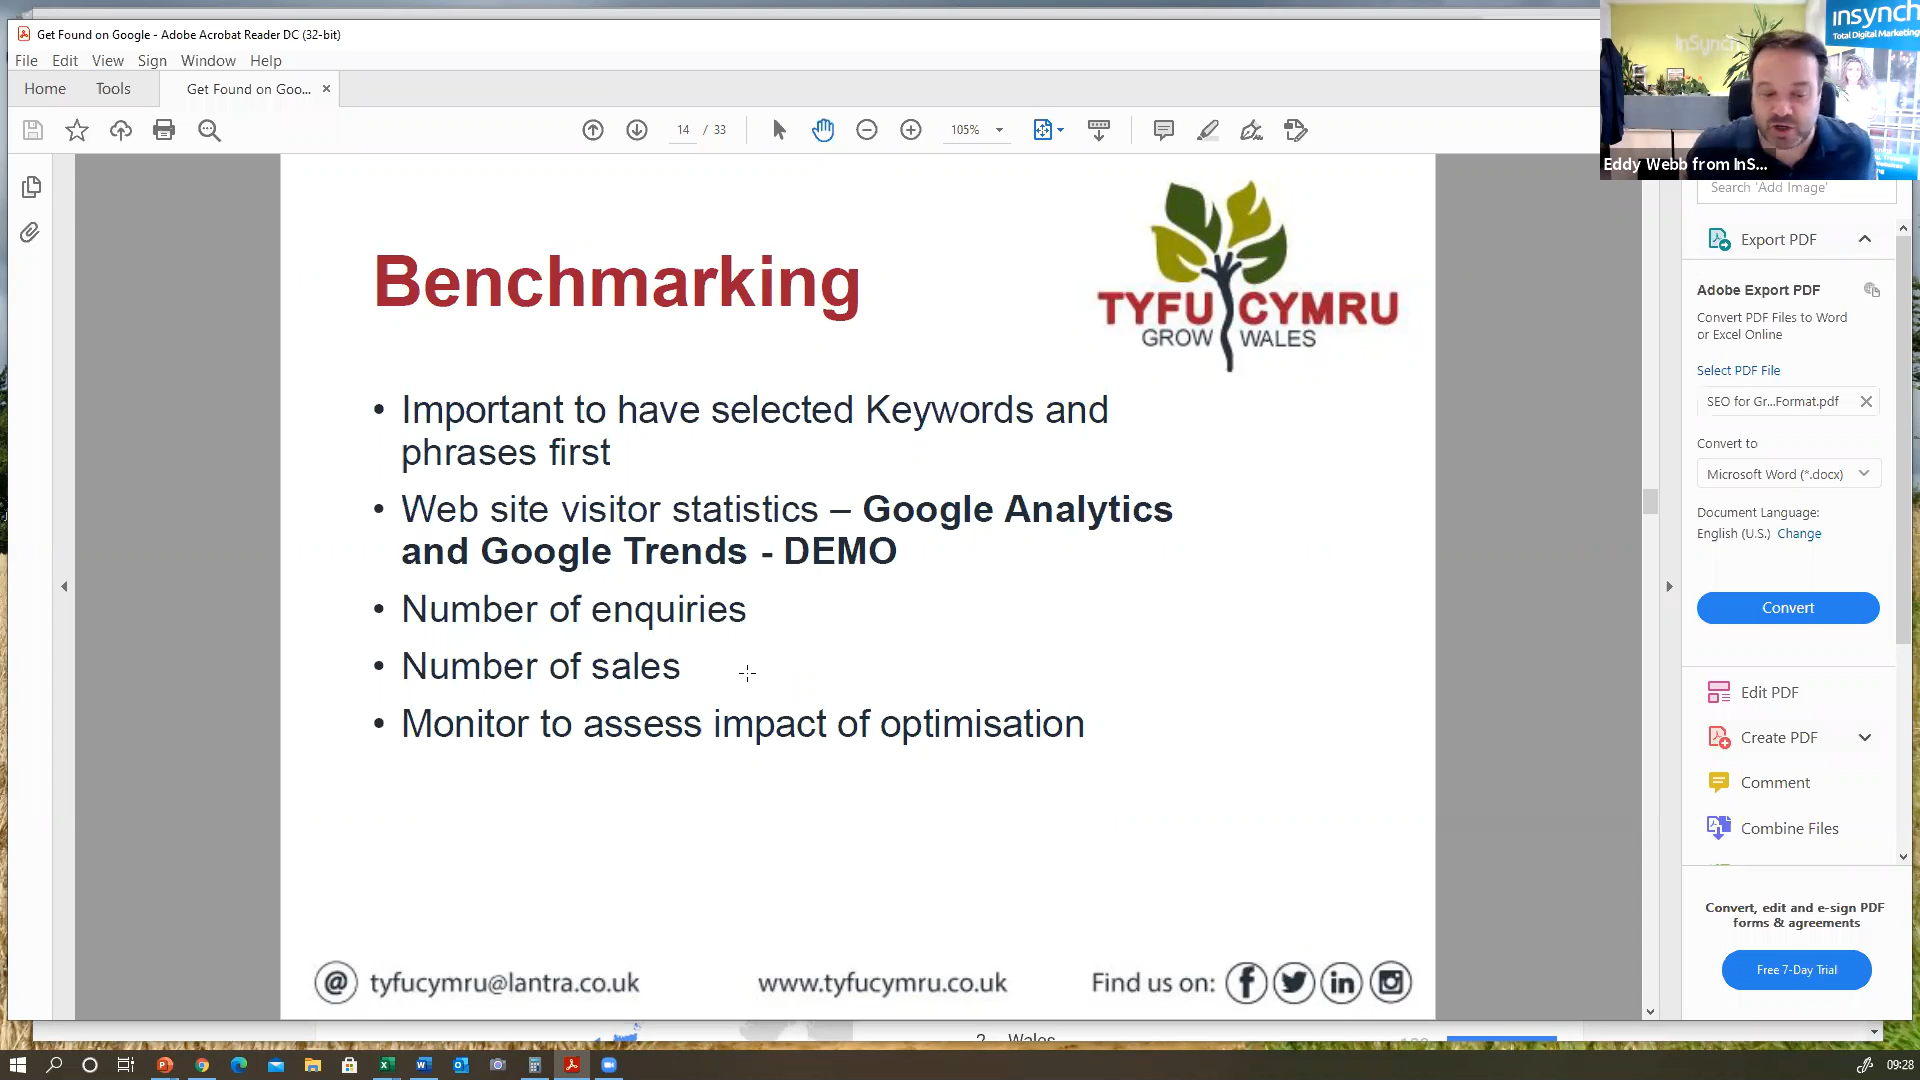 Get Found on Google - Adobe Acrobat Reader DC (32-bit)
File Edit View Sign Window Help
Home Tools Get Found on Goo... ×
14 / 33 105%
InSynch
insynch
Total Digital Marketing
Eddy Webb from InS...
Search 'Add Image'
Export PDF
Adobe Export PDF
Convert PDF Files to Word
or Excel Online
Select PDF File
SEO for Gr...Format.pdf
Convert to
Microsoft Word (*.docx)
Document Language:
English (U.S.) Change
Convert
Edit PDF
Create PDF
Comment
Combine Files
Convert, edit and e-sign PDF
forms & agreements
Free 7-Day Trial
Benchmarking
TYFU CYMRU
GROW WALES
• Important to have selected Keywords and
phrases first
• Web site visitor statistics – Google Analytics
and Google Trends - DEMO
• Number of enquiries
• Number of sales
• Monitor to assess impact of optimisation
@ tyfucymru@lantra.co.uk www.tyfucymru.co.uk Find us on:
2 Wales
09:28